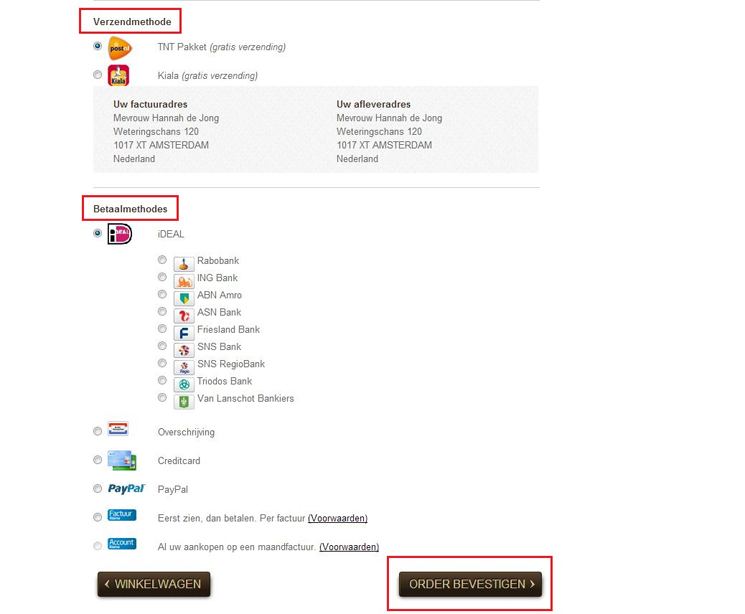 Verzendmethode
post nl TNT Pakket (gratis verzending)
Kiala Kiala (gratis verzending)
Uw factuuradres Uw afleveradres
Mevrouw Hannah de Jong Mevrouw Hannah de Jong
Weteringschans 120 Weteringschans 120
1017 XT AMSTERDAM 1017 XT AMSTERDAM
Nederland Nederland
Betaalmethodes
iDEAL iDEAL
Rabobank
ING Bank
ABN Amro
ASN Bank
Friesland Bank
SNS Bank
Regio SNS RegioBank
Triodos Bank
Van Lanschot Bankiers
Overschrijving
Creditcard
PayPal PayPal
Factuur Eerst zien, dan betalen. Per factuur (Voorwaarden)
Account Al uw aankopen op een maandfactuur. (Voorwaarden)
‹ WINKELWAGEN ORDER BEVESTIGEN ›